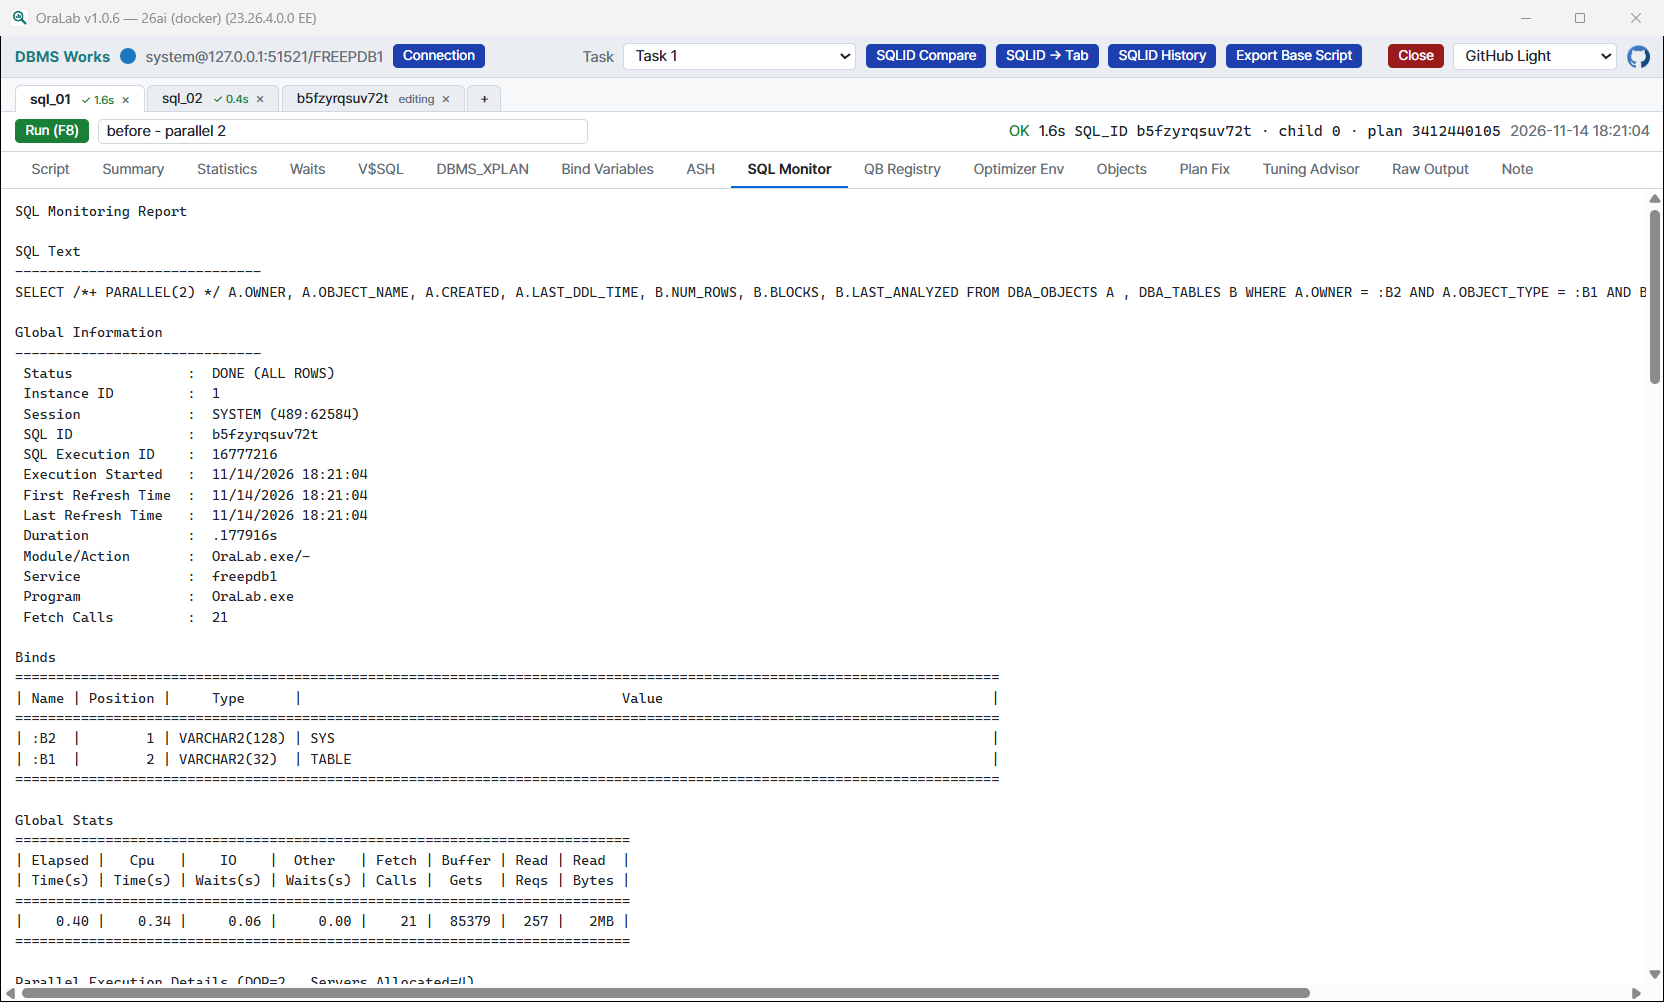 OraLab v1.0.6 — 26ai (docker) (23.26.4.0.0 EE)
DBMS Works system@127.0.0.1:51521/FREEPDB1 Connection Task Task 1 SQLID Compare SQLID → Tab SQLID History Export Base Script Close GitHub Light
sql_01 ✓ 1.6s × sql_02 ✓ 0.4s × b5fzyrqsuv72t editing × +
Run (F8) before - parallel 2 OK 1.6s SQL_ID b5fzyrqsuv72t · child 0 · plan 3412440105 2026-11-14 18:21:04
Script Summary Statistics Waits V$SQL DBMS_XPLAN Bind Variables ASH SQL Monitor QB Registry Optimizer Env Objects Plan Fix Tuning Advisor Raw Output Note
SQL Monitoring Report
SQL Text
------------------------------
SELECT /*+ PARALLEL(2) */ A.OWNER, A.OBJECT_NAME, A.CREATED, A.LAST_DDL_TIME, B.NUM_ROWS, B.BLOCKS, B.LAST_ANALYZED FROM DBA_OBJECTS A , DBA_TABLES B WHERE A.OWNER = :B2 AND A.OBJECT_TYPE = :B1 AND B
Global Information
------------------------------
Status : DONE (ALL ROWS)
Instance ID : 1
Session : SYSTEM (489:62584)
SQL ID : b5fzyrqsuv72t
SQL Execution ID : 16777216
Execution Started : 11/14/2026 18:21:04
First Refresh Time : 11/14/2026 18:21:04
Last Refresh Time : 11/14/2026 18:21:04
Duration : .177916s
Module/Action : OraLab.exe/-
Service : freepdb1
Program : OraLab.exe
Fetch Calls : 21
Binds
========================================================================================================================
| Name | Position | Type | Value |
========================================================================================================================
| :B2 | 1 | VARCHAR2(128) | SYS |
| :B1 | 2 | VARCHAR2(32) | TABLE |
========================================================================================================================
Global Stats
===========================================================================
| Elapsed | Cpu | IO | Other | Fetch | Buffer | Read | Read |
| Time(s) | Time(s) | Waits(s) | Waits(s) | Calls | Gets | Reqs | Bytes |
===========================================================================
| 0.40 | 0.34 | 0.06 | 0.00 | 21 | 85379 | 257 | 2MB |
===========================================================================
Parallel Execution Details (DOP=2 , Servers Allocated=4)